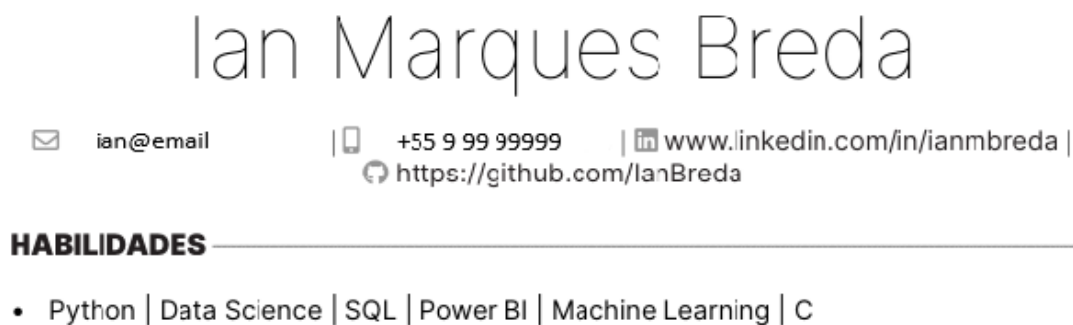 Ian Marques Breda
ian@email | +55 9 99 99999 | www.linkedin.com/in/ianmbreda |
https://github.com/IanBreda
HABILIDADES
• Python | Data Science | SQL | Power BI | Machine Learning | C